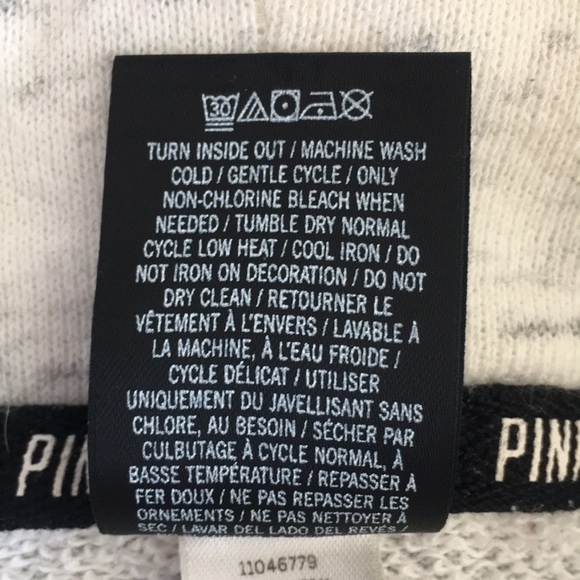 30
TURN INSIDE OUT / MACHINE WASH
COLD / GENTLE CYCLE / ONLY
NON-CHLORINE BLEACH WHEN
NEEDED / TUMBLE DRY NORMAL
CYCLE LOW HEAT / COOL IRON / DO
NOT IRON ON DECORATION / DO NOT
DRY CLEAN / RETOURNER LE
VÊTEMENT À L'ENVERS / LAVABLE À
LA MACHINE, À L'EAU FROIDE /
CYCLE DÉLICAT / UTILISER
UNIQUEMENT DU JAVELLISANT SANS
CHLORE, AU BESOIN / SÉCHER PAR
CULBUTAGE À CYCLE NORMAL, À
BASSE TEMPÉRATURE / REPASSER À
FER DOUX / NE PAS REPASSER LES
ORNEMENTS / NE PAS NETTOYER À
SEC / LAVAR DEL LADO DEL REVÉS /
PIN
PIN
11046779